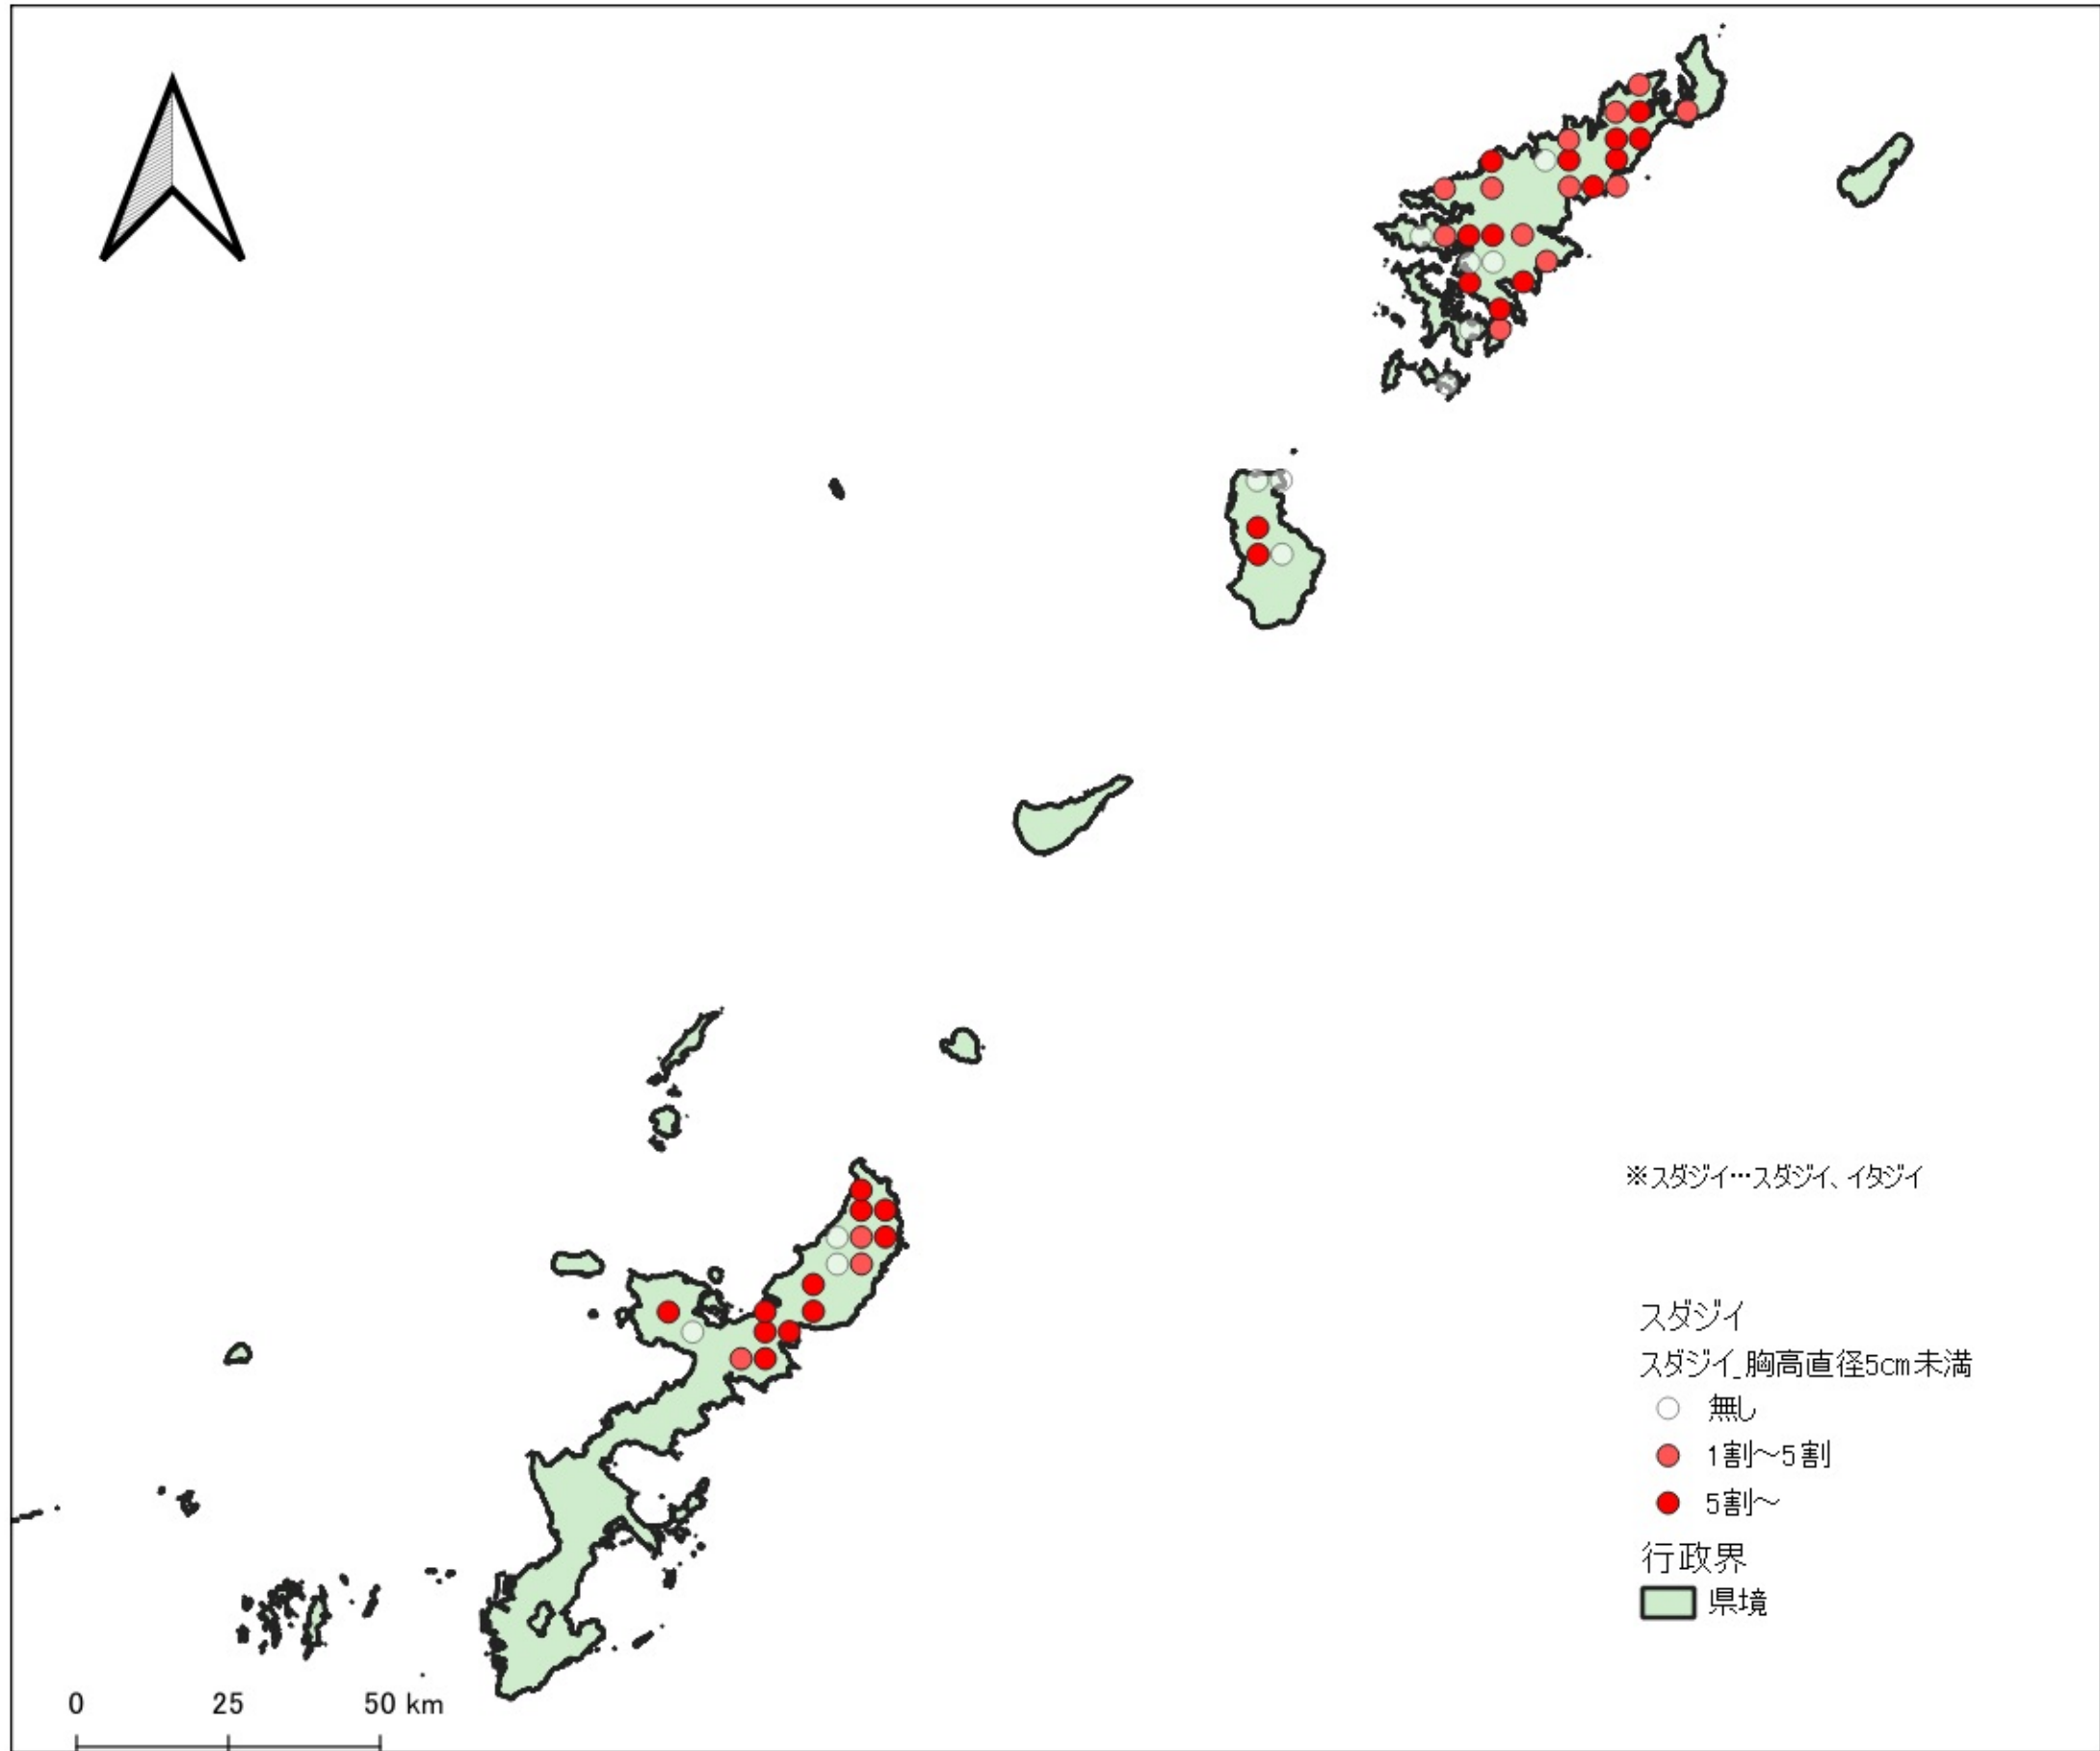 ※スダジイ…スダジイ、イタジイ
スダジイ
スダジイ_胸高直径5cm未満
無し
1割～5割
5割～
行政界
県境
0 25 50 km